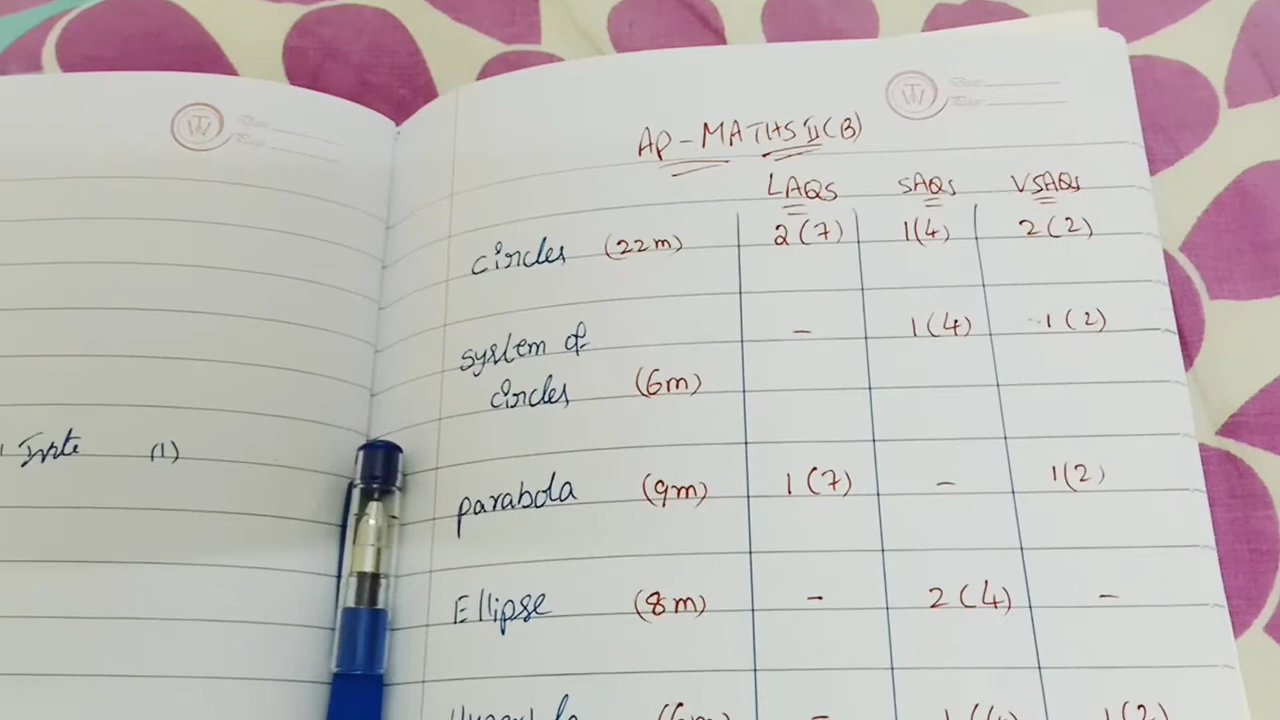 AP-MATHS II(B)
LAQS SAQS VSAQS
circles (22m) 2(7) 1(4) 2(2)
system of - 1(4) 1(2)
circles (6m)
parabola (9m) 1(7) - 1(2)
Ellipse (8m) - 2(4) -
(1)